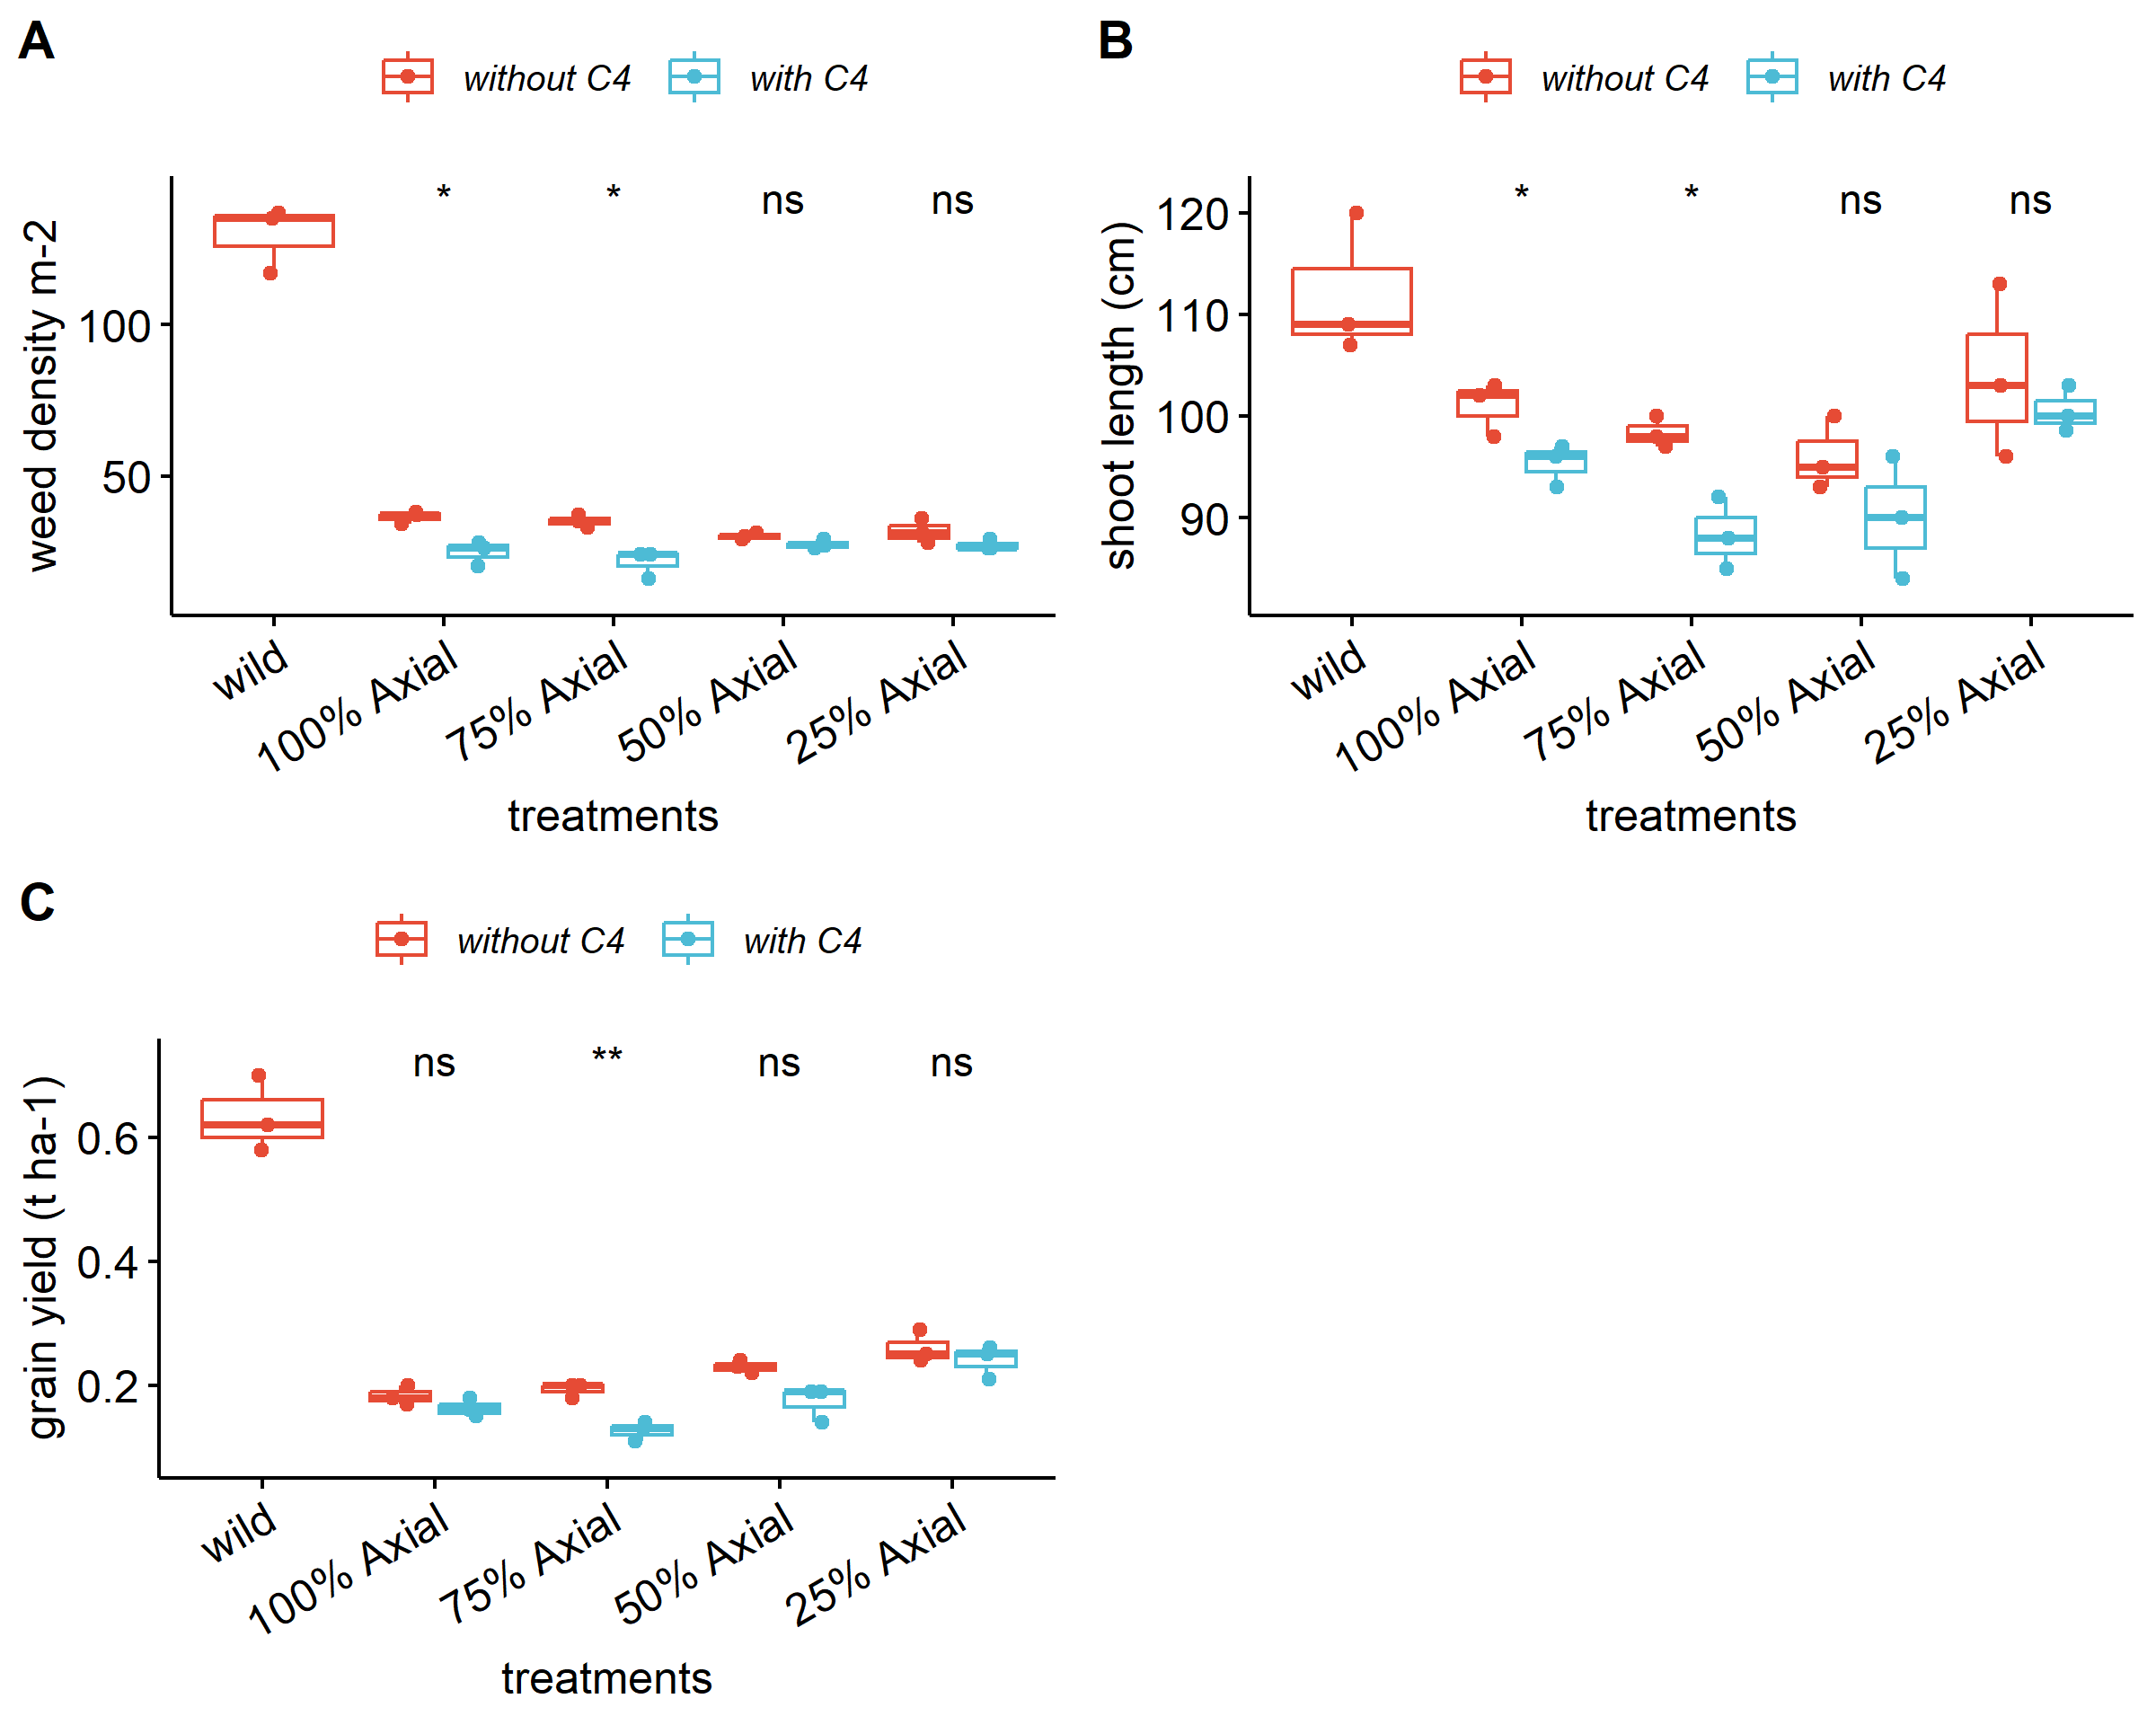 A
without C4 with C4
* * ns ns
weed density m-2
100
50
wild 100% Axial 75% Axial 50% Axial 25% Axial
treatments
B
without C4 with C4
* * ns ns
shoot length (cm)
120
110
100
90
wild 100% Axial 75% Axial 50% Axial 25% Axial
treatments
C
without C4 with C4
ns ** ns ns
grain yield (t ha-1)
0.6
0.4
0.2
wild 100% Axial 75% Axial 50% Axial 25% Axial
treatments